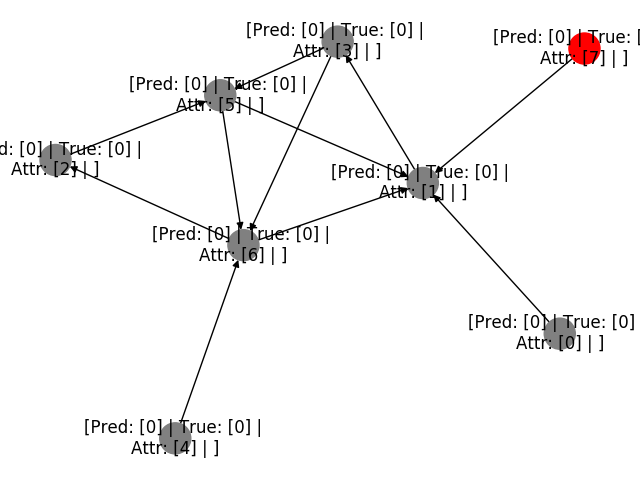 [Pred: [0] | True: [0] |
Attr: [3] | ]
[Pred: [0] | True: [
Attr: [7] | ]
[Pred: [0] | True: [0] |
Attr: [5] | ]
d: [0] | True: [0] |
Attr: [2] | ]
[Pred: [0] | True: [0] |
Attr: [1] | ]
[Pred: [0] | True: [0] |
Attr: [6] | ]
[Pred: [0] | True: [0]
Attr: [0] | ]
[Pred: [0] | True: [0] |
Attr: [4] | ]